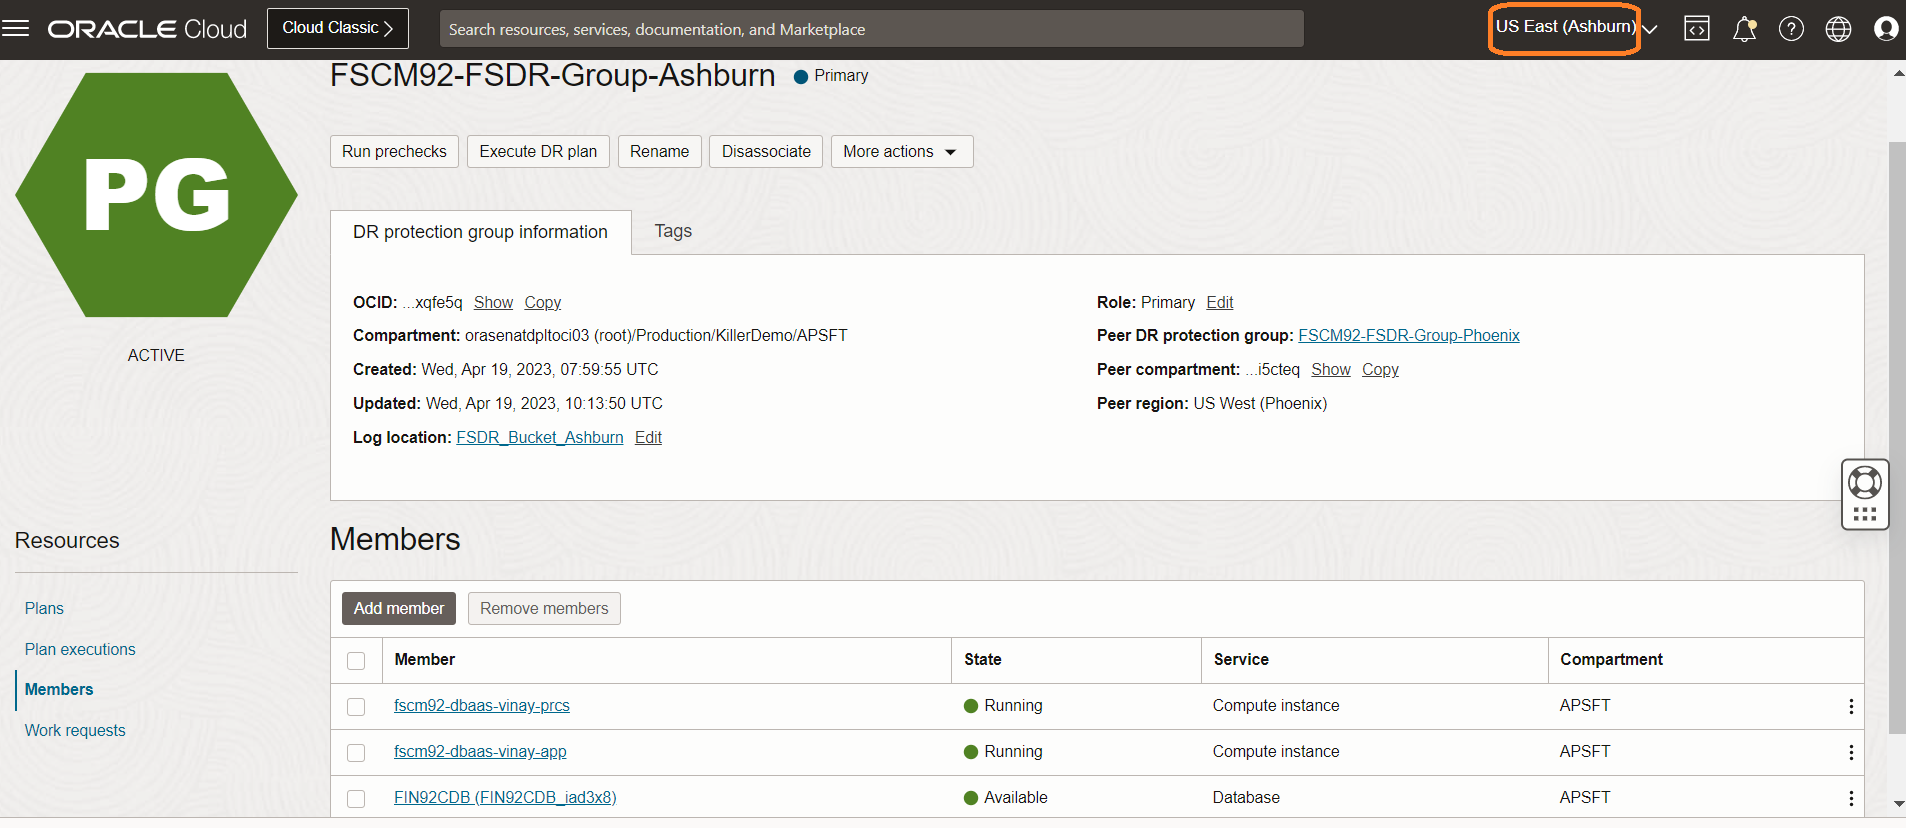 ORACLE Cloud
Cloud Classic
Search resources, services, documentation, and Marketplace
US East (Ashburn)
FSCM92-FSDR-Group-Ashburn
Primary
PG
ACTIVE
Run prechecks
Execute DR plan
Rename
Disassociate
More actions
DR protection group information
Tags
OCID: ...xqfe5q Show Copy
Compartment: orasenatdpltoci03 (root)/Production/KillerDemo/APSFT
Created: Wed, Apr 19, 2023, 07:59:55 UTC
Updated: Wed, Apr 19, 2023, 10:13:50 UTC
Log location: FSDR_Bucket_Ashburn Edit
Role: Primary Edit
Peer DR protection group: FSCM92-FSDR-Group-Phoenix
Peer compartment: ...i5cteq Show Copy
Peer region: US West (Phoenix)
Resources
Plans
Plan executions
Members
Work requests
Members
Add member
Remove members
Member State Service Compartment
fscm92-dbaas-vinay-prcs Running Compute instance APSFT
fscm92-dbaas-vinay-app Running Compute instance APSFT
FIN92CDB (FIN92CDB_iad3x8) Available Database APSFT